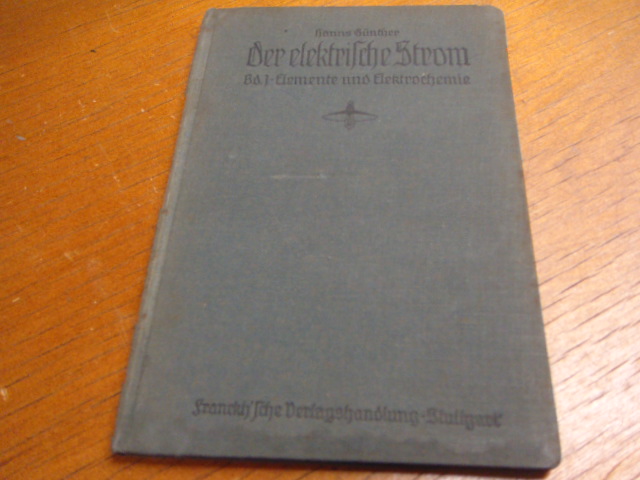 Hanns Günther
Der elektrische Strom
Bd. I - Elemente und Elektrochemie
Franckh'sche Verlagshandlung · Stuttgart